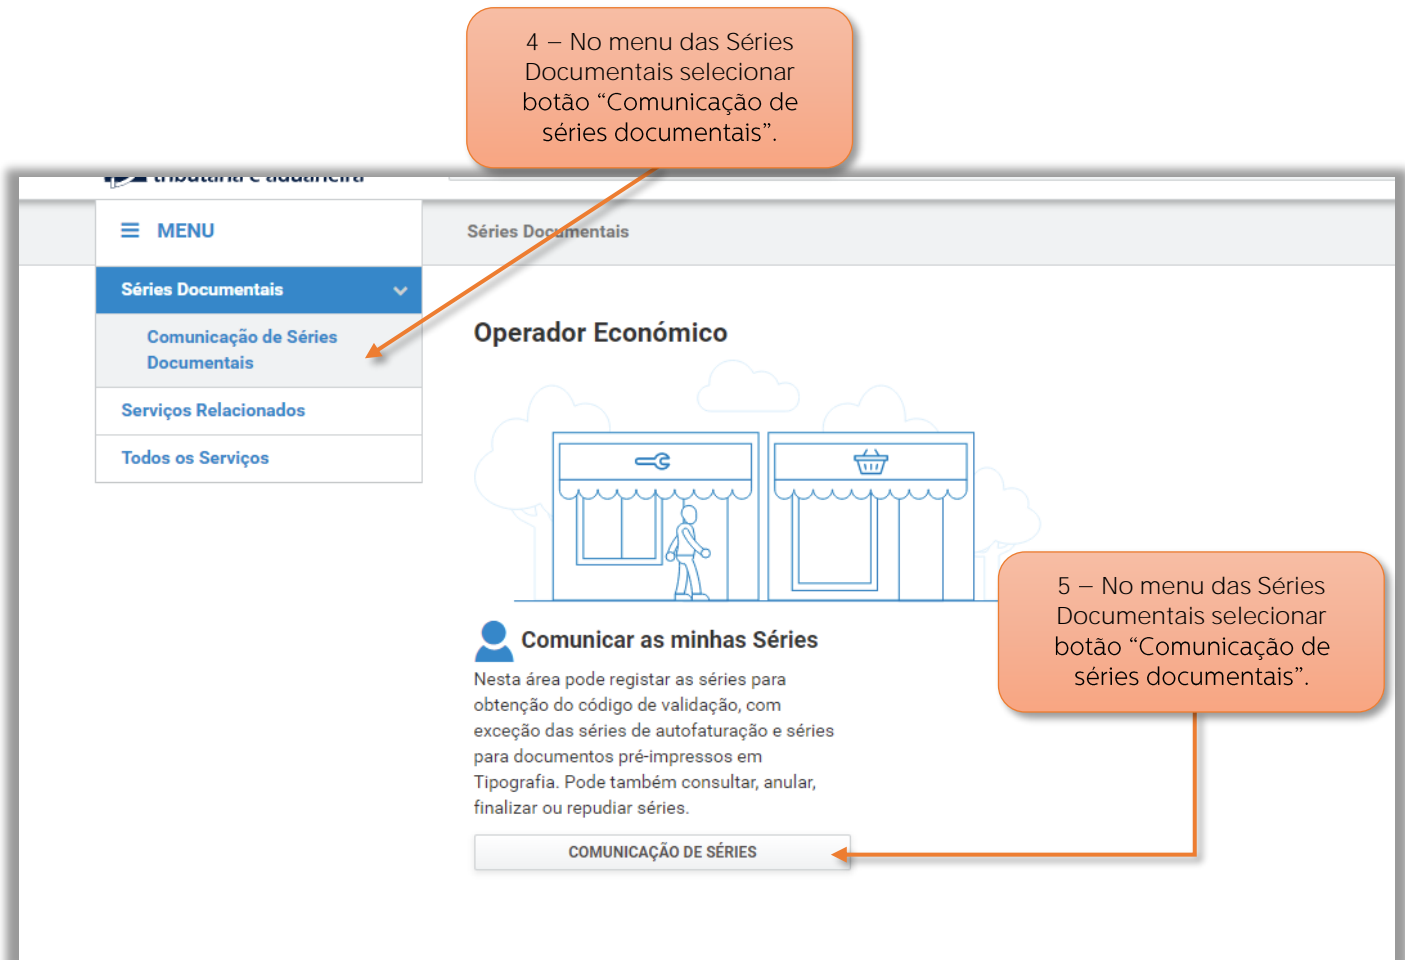 4 – No menu das Séries
Documentais selecionar
botão “Comunicação de
séries documentais”.
tributária e aduaneira
MENU
Séries Documentais
Séries Documentais
Comunicação de Séries
Documentais
Serviços Relacionados
Todos os Serviços
Operador Económico
5 – No menu das Séries
Documentais selecionar
botão “Comunicação de
séries documentais”.
Comunicar as minhas Séries
Nesta área pode registar as séries para
obtenção do código de validação, com
exceção das séries de autofaturação e séries
para documentos pré-impressos em
Tipografia. Pode também consultar, anular,
finalizar ou repudiar séries.
COMUNICAÇÃO DE SÉRIES